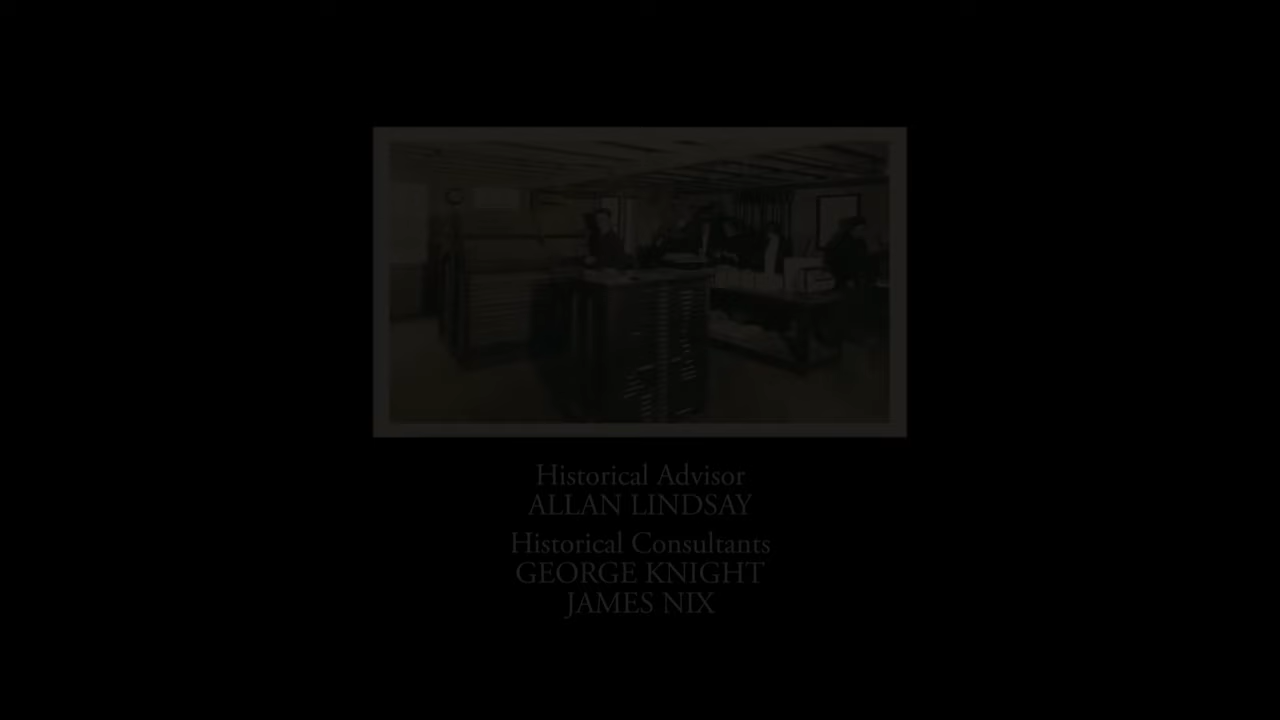 Historical Advisor
ALLAN LINDSAY
Historical Consultants
GEORGE KNIGHT
JAMES NIX